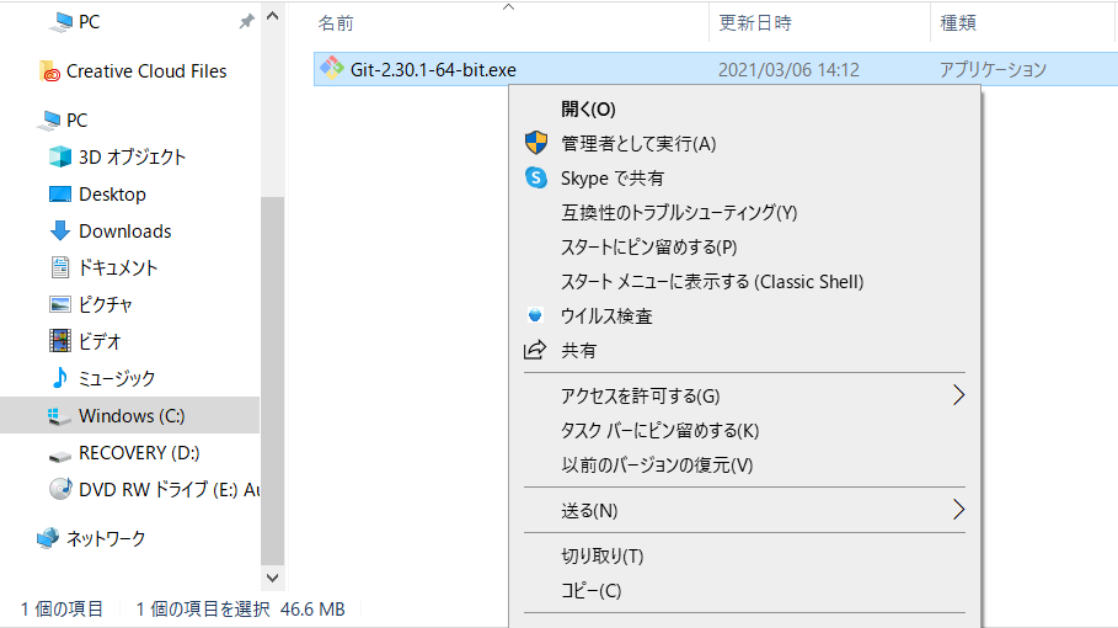 PC
Creative Cloud Files
PC
3D オブジェクト
Desktop
Downloads
ドキュメント
ピクチャ
ビデオ
ミュージック
Windows (C:)
RECOVERY (D:)
DVD RW ドライブ (E:) Au
ネットワーク
名前 更新日時 種類
Git-2.30.1-64-bit.exe 2021/03/06 14:12 アプリケーション
開く(O)
管理者として実行(A)
Skype で共有
互換性のトラブルシューティング(Y)
スタートにピン留めする(P)
スタート メニューに表示する (Classic Shell)
ウイルス検査
共有
アクセスを許可する(G)
タスク バーにピン留めする(K)
以前のバージョンの復元(V)
送る(N)
切り取り(T)
コピー(C)
1 個の項目 1 個の項目を選択 46.6 MB